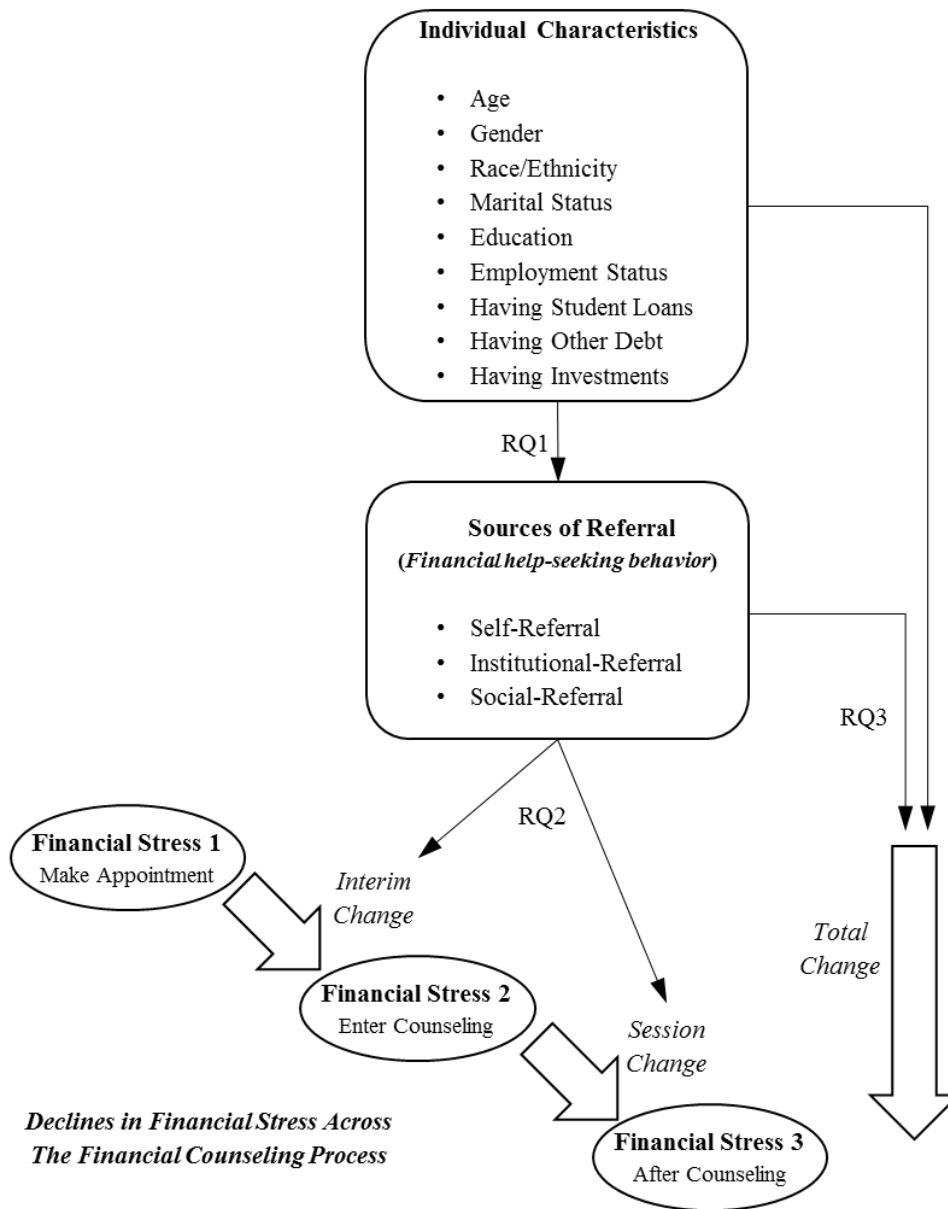 Individual Characteristics
• Age
• Gender
• Race/Ethnicity
• Marital Status
• Education
• Employment Status
• Having Student Loans
• Having Other Debt
• Having Investments
RQ1
Sources of Referral
(Financial help-seeking behavior)
• Self-Referral
• Institutional-Referral
• Social-Referral
RQ3
RQ2
Financial Stress 1
Make Appointment
Interim
Change
Total
Change
Financial Stress 2
Enter Counseling
Session
Change
Declines in Financial Stress Across
The Financial Counseling Process
Financial Stress 3
After Counseling